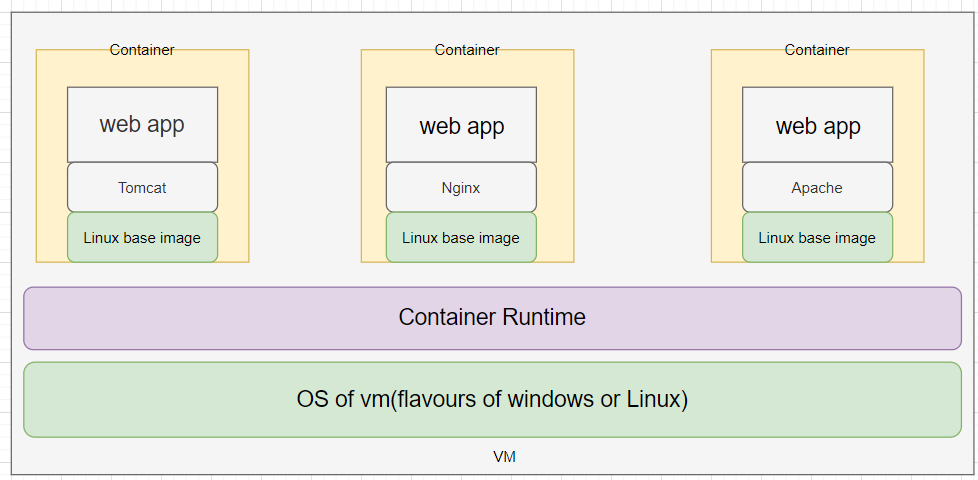 Container
Container
Container
web app
web app
web app
Tomcat
Nginx
Apache
Linux base image
Linux base image
Linux base image
Container Runtime
OS of vm(flavours of windows or Linux)
VM